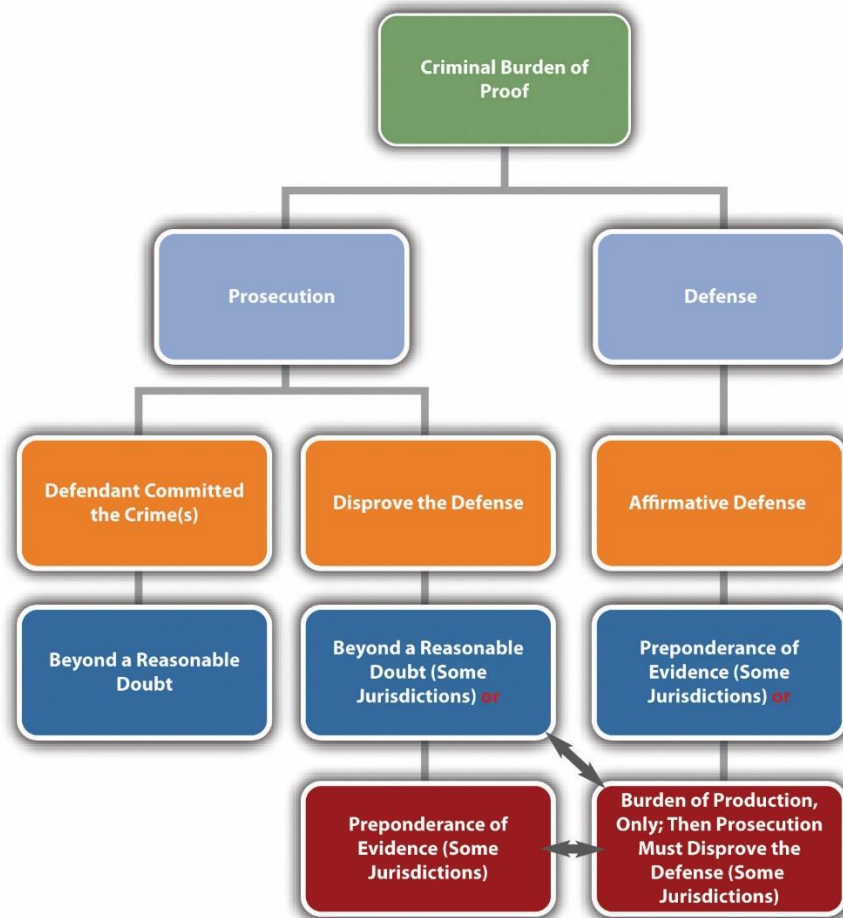 Criminal Burden of
Proof
Prosecution
Defense
Defendant Committed
the Crime(s)
Disprove the Defense
Affirmative Defense
Beyond a Reasonable
Doubt
Beyond a Reasonable
Doubt (Some
Jurisdictions) or
Preponderance of
Evidence (Some
Jurisdictions) or
Preponderance of
Evidence (Some
Jurisdictions)
Burden of Production,
Only; Then Prosecution
Must Disprove the
Defense (Some
Jurisdictions)